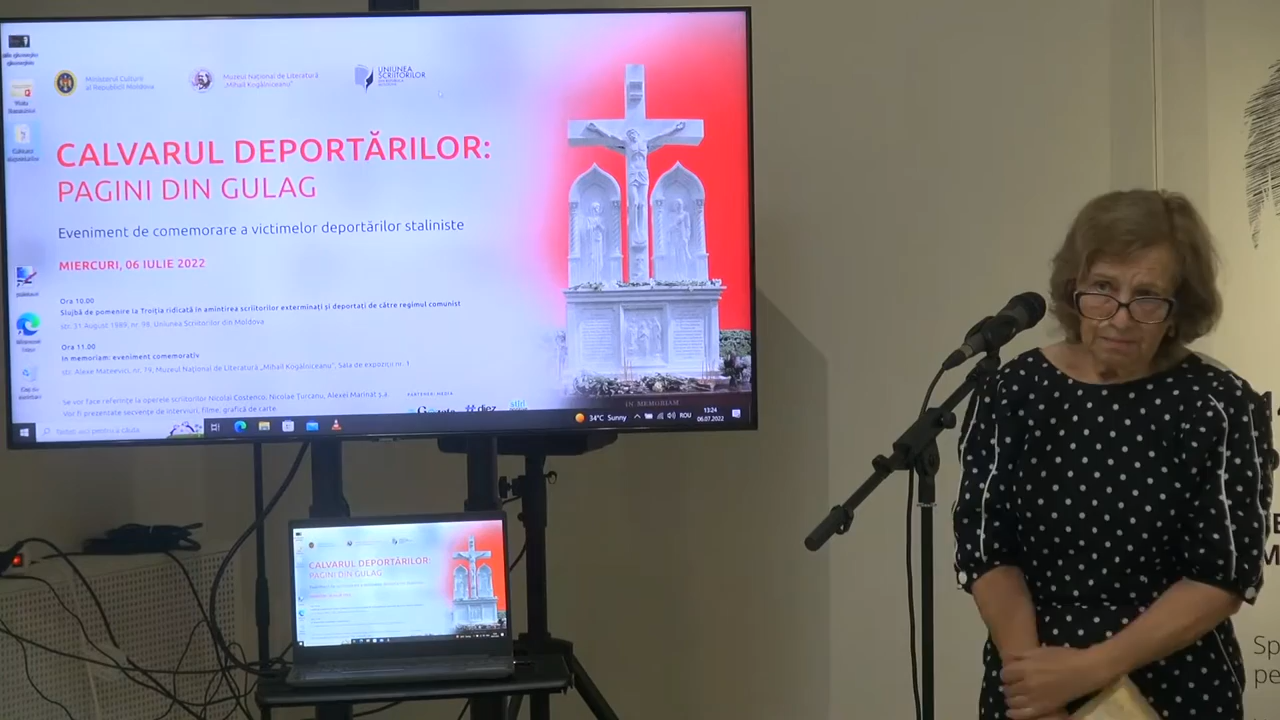 Ministerul Culturii
al Republicii Moldova
Muzeul Național de Literatură
„Mihail Kogălniceanu”
UNIUNEA
SCRIITORILOR
CALVARUL DEPORTĂRILOR:
PAGINI DIN GULAG
Eveniment de comemorare a victimelor deportărilor staliniste
MIERCURI, 06 IULIE 2022
Ora 10.00
Slujbă de pomenire la Troița ridicată în amintirea scriitorilor exterminați și deportați de către regimul comunist
str. 31 August 1989, nr. 98, Uniunea Scriitorilor din Moldova
Ora 11.00
In memoriam: eveniment comemorativ
str. Alexe Mateevici, nr. 79, Muzeul Național de Literatură „Mihail Kogălniceanu”, Sala de expoziții nr. 1
Se vor face referințe la operele scriitorilor Nicolai Costenco, Nicolae Țurcanu, Alexei Marinat ș.a.
Vor fi prezentate secvențe de interviuri, filme, grafică de carte.
PARTENERI MEDIA
diez
IN MEMORIAM
34°C Sunny
ROU
13:24
06.07.2022
CALVARUL DEPORTĂRILOR:
PAGINI DIN GULAG
Sp
pe